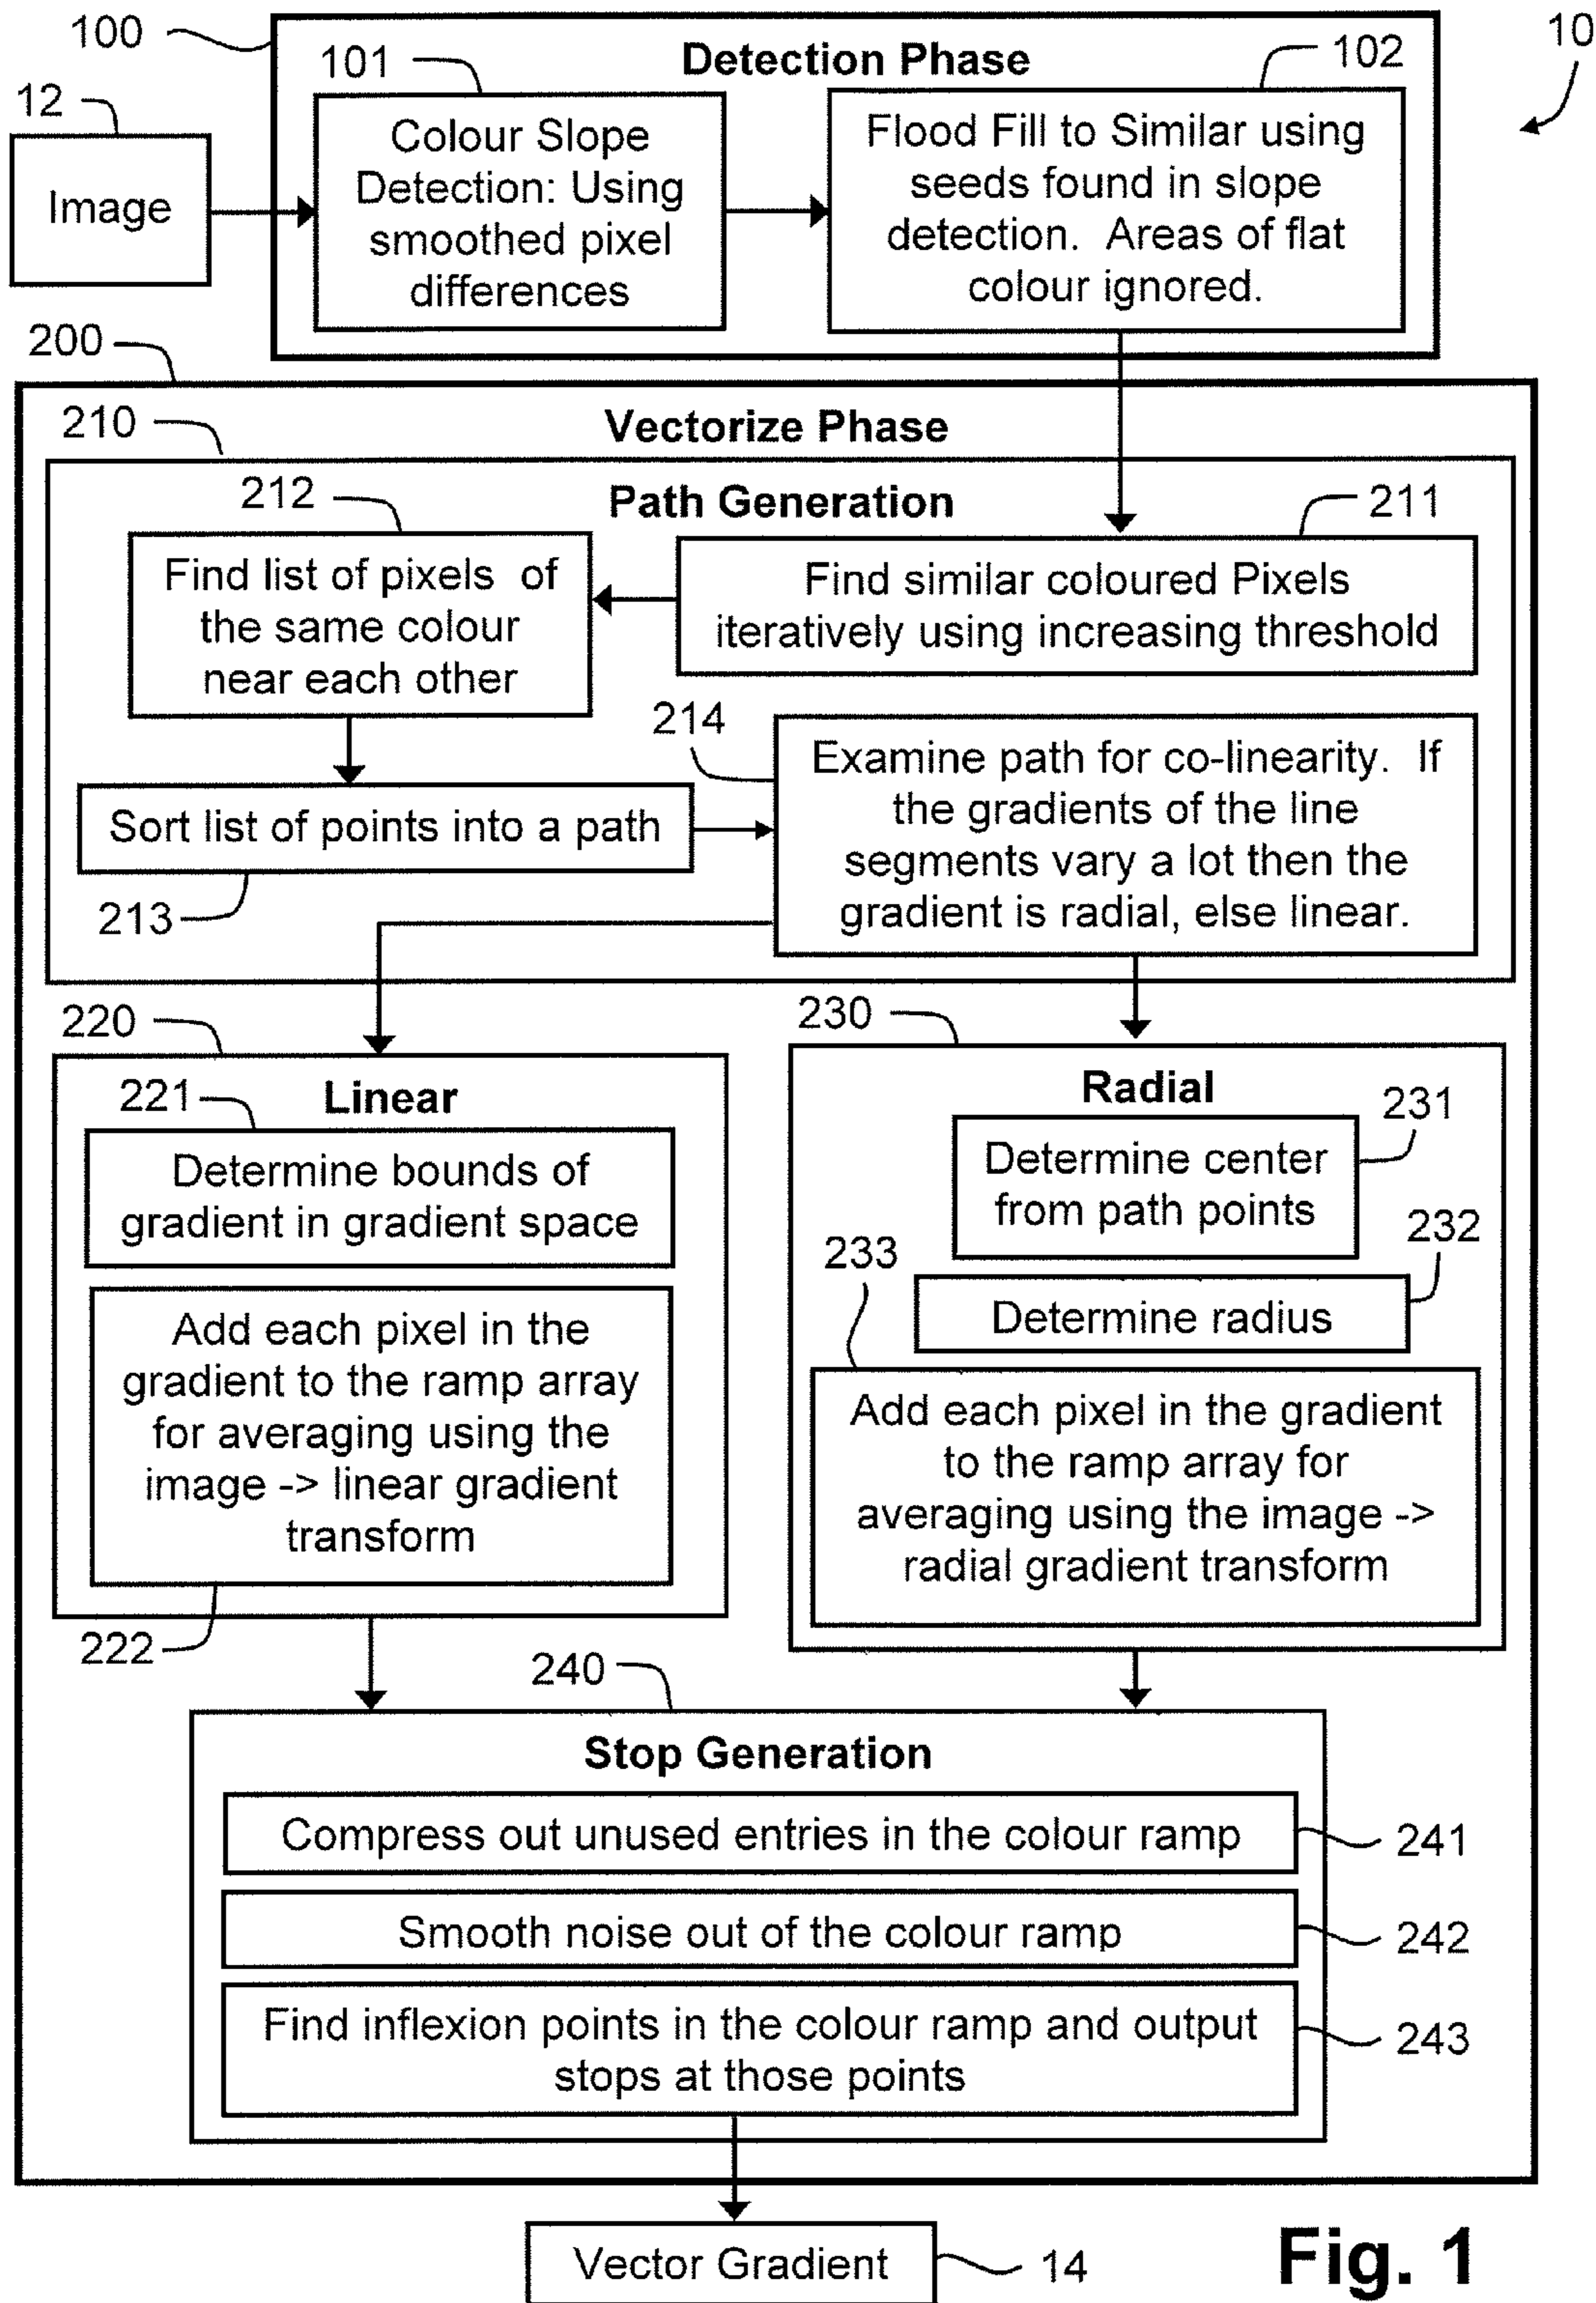 100
10
Detection Phase
101
102
12
Image
Colour Slope
Detection: Using
smoothed pixel
differences
Flood Fill to Similar using
seeds found in slope
detection.  Areas of flat
colour ignored.
200
Vectorize Phase
210
Path Generation
212
211
Find list of pixels  of
the same colour
near each other
Find similar coloured Pixels
iteratively using increasing threshold
214
Sort list of points into a path
213
Examine path for co-linearity.  If
the gradients of the line
segments vary a lot then the
gradient is radial, else linear.
220
Linear
221
Determine bounds of
gradient in gradient space
Add each pixel in the
gradient to the ramp array
for averaging using the
image -> linear gradient
transform
222
230
Radial
231
Determine center
from path points
232
233
Determine radius
Add each pixel in the gradient
to the ramp array for
averaging using the image ->
radial gradient transform
240
Stop Generation
Compress out unused entries in the colour ramp
241
Smooth noise out of the colour ramp
242
Find inflexion points in the colour ramp and output
stops at those points
243
Vector Gradient
14
Fig. 1